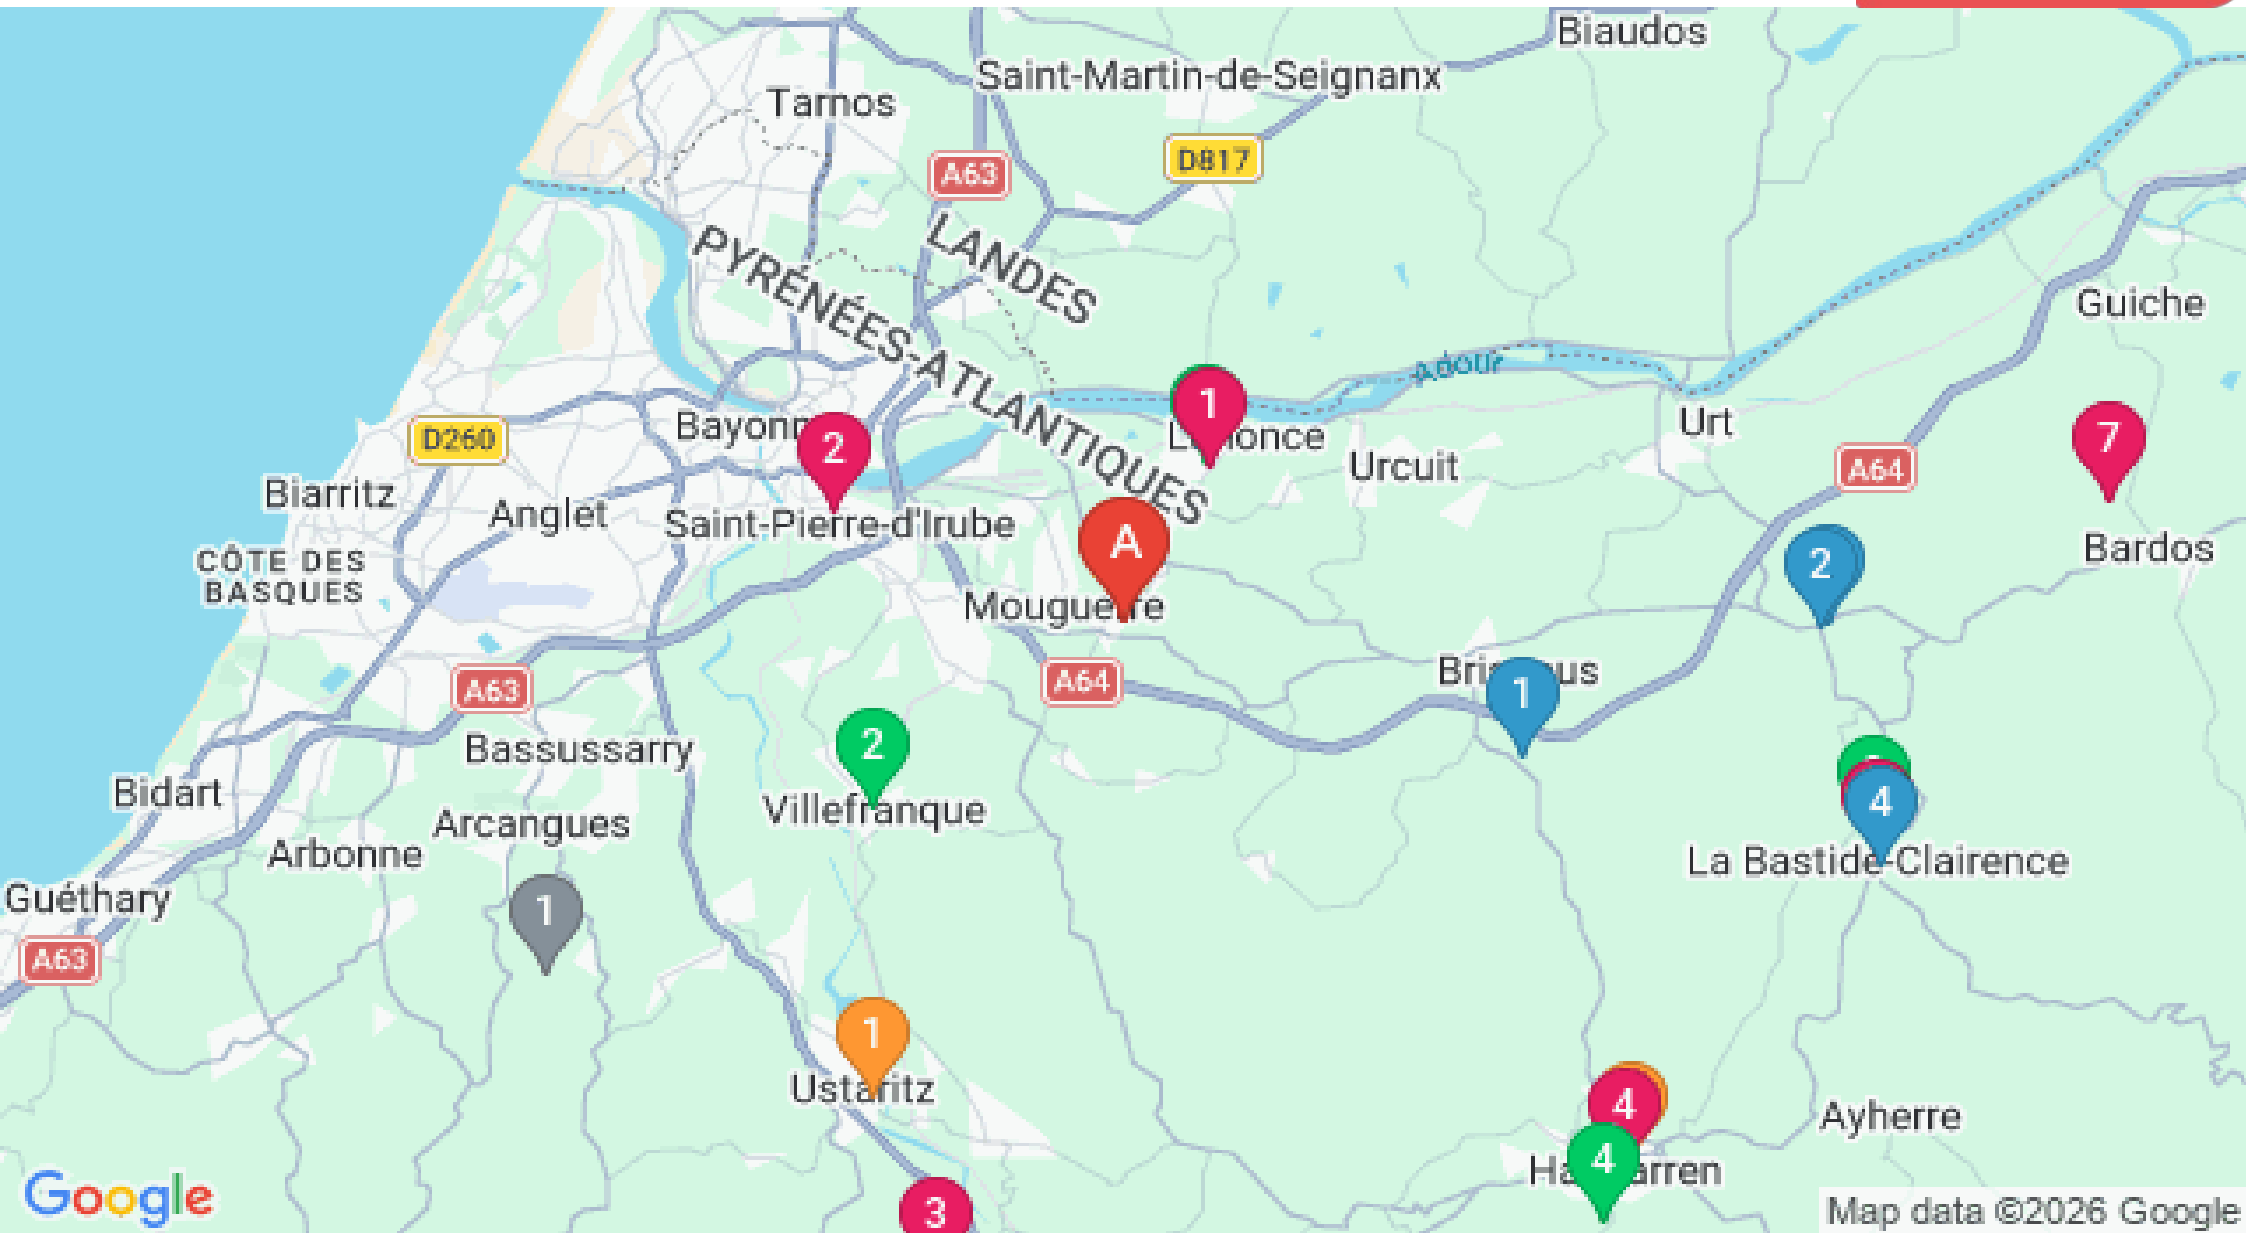 Biaudos
Saint-Martin-de-Seignanx
Tarnos
D817
A63
LANDES
PYRÉNÉES-ATLANTIQUES
Guiche
Adour
1
2
D260
Urt
7
Urcuit
A64
Biarritz
Anglet
Saint-Pierre-d'Irube
A
CÔTE DES
BASQUES
2
Bardos
Mouguerre
A64
A63
1
2
Bassussarry
Bidart
Villefranque
4
Arcangues
Arbonne
La Bastide-Clairence
Guéthary
1
A63
1
Ustaritz
4
Ayherre
4
3
Google
Map data ©2026 Google